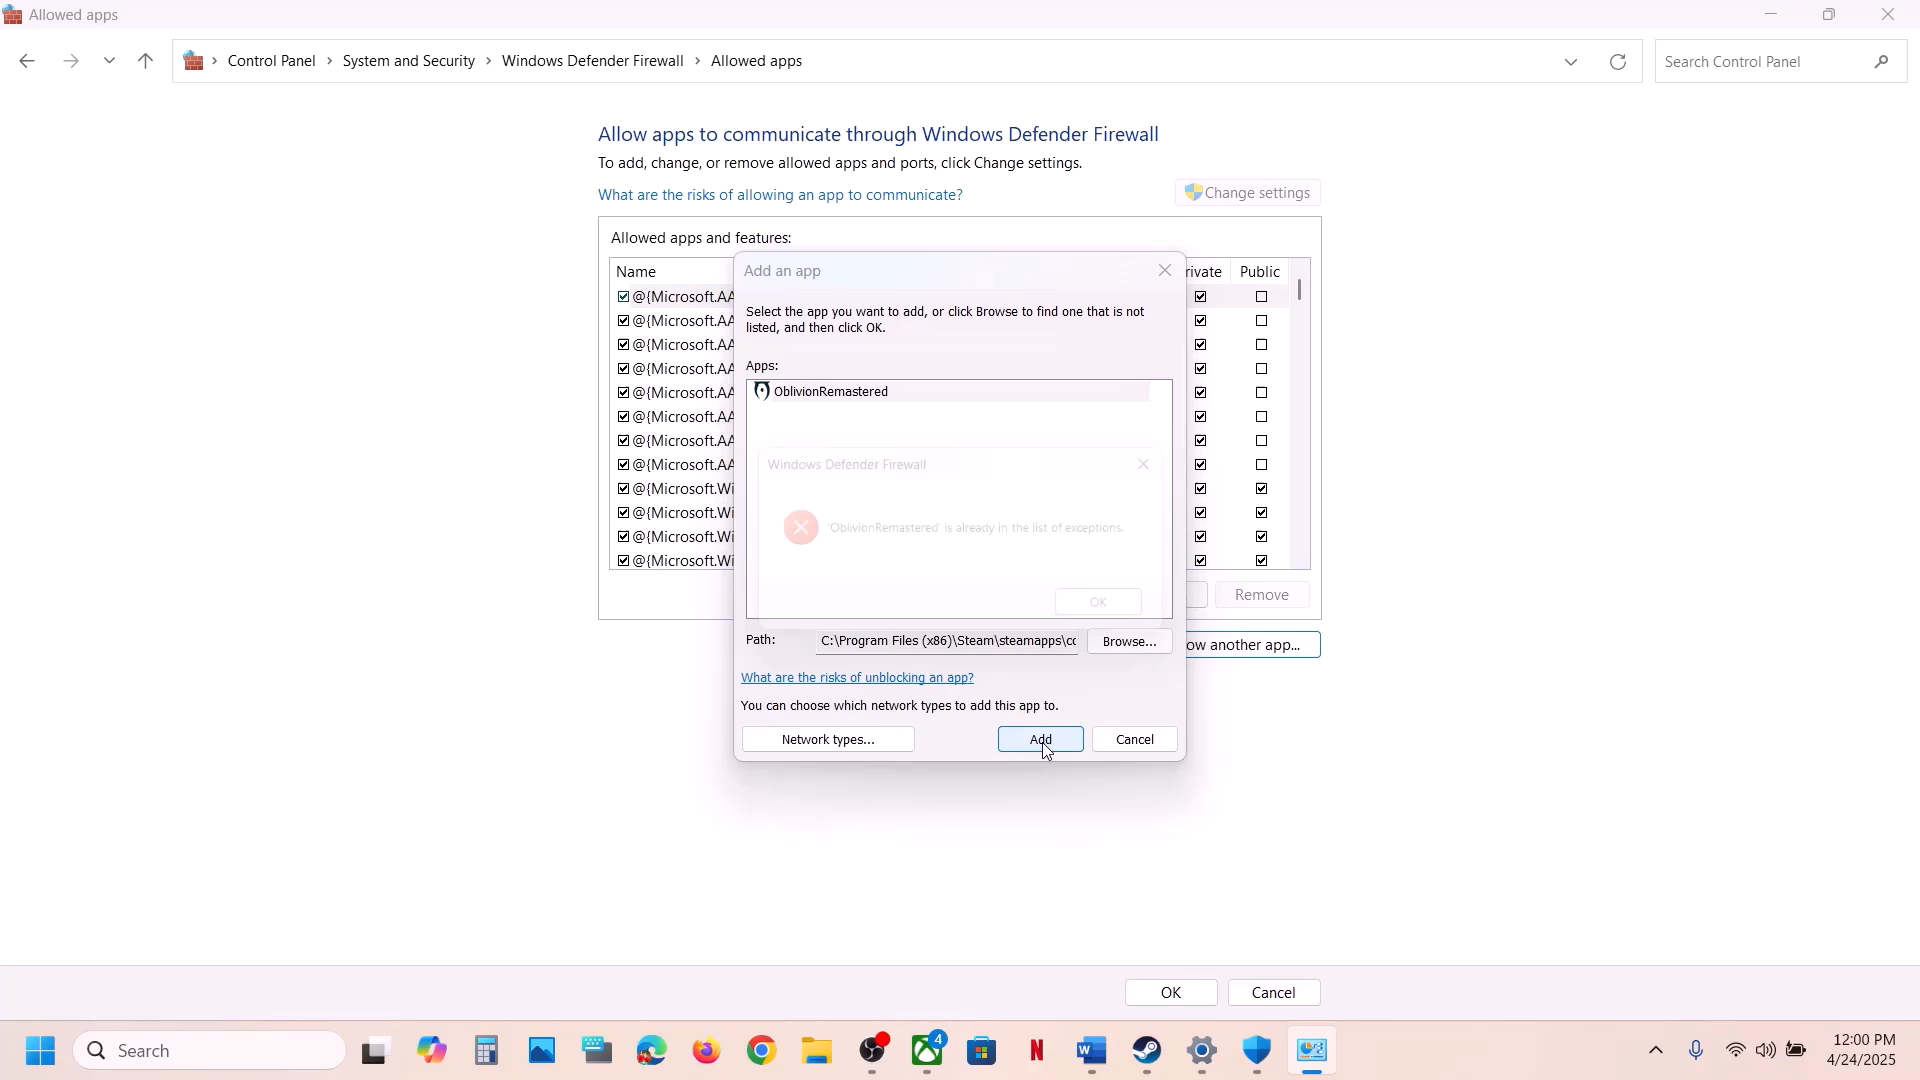 Allowed apps
Control Panel > System and Security > Windows Defender Firewall > Allowed apps
Search Control Panel
Allow apps to communicate through Windows Defender Firewall
To add, change, or remove allowed apps and ports, click Change settings.
What are the risks of allowing an app to communicate?
Change settings
Allowed apps and features:
Name
rivate
Public
@{Microsoft.AA
@{Microsoft.AA
@{Microsoft.AA
@{Microsoft.AA
@{Microsoft.AA
@{Microsoft.AA
@{Microsoft.AA
@{Microsoft.AA
@{Microsoft.Wi
@{Microsoft.Wi
@{Microsoft.Wi
@{Microsoft.Wi
Remove
ow another app...
Add an app
Select the app you want to add, or click Browse to find one that is not
listed, and then click OK.
Apps:
OblivionRemastered
Windows Defender Firewall
'OblivionRemastered' is already in the list of exceptions.
OK
Path:
C:\Program Files (x86)\Steam\steamapps\cc
Browse...
What are the risks of unblocking an app?
You can choose which network types to add this app to.
Network types...
Add
Cancel
OK
Cancel
Search
4
12:00 PM
4/24/2025